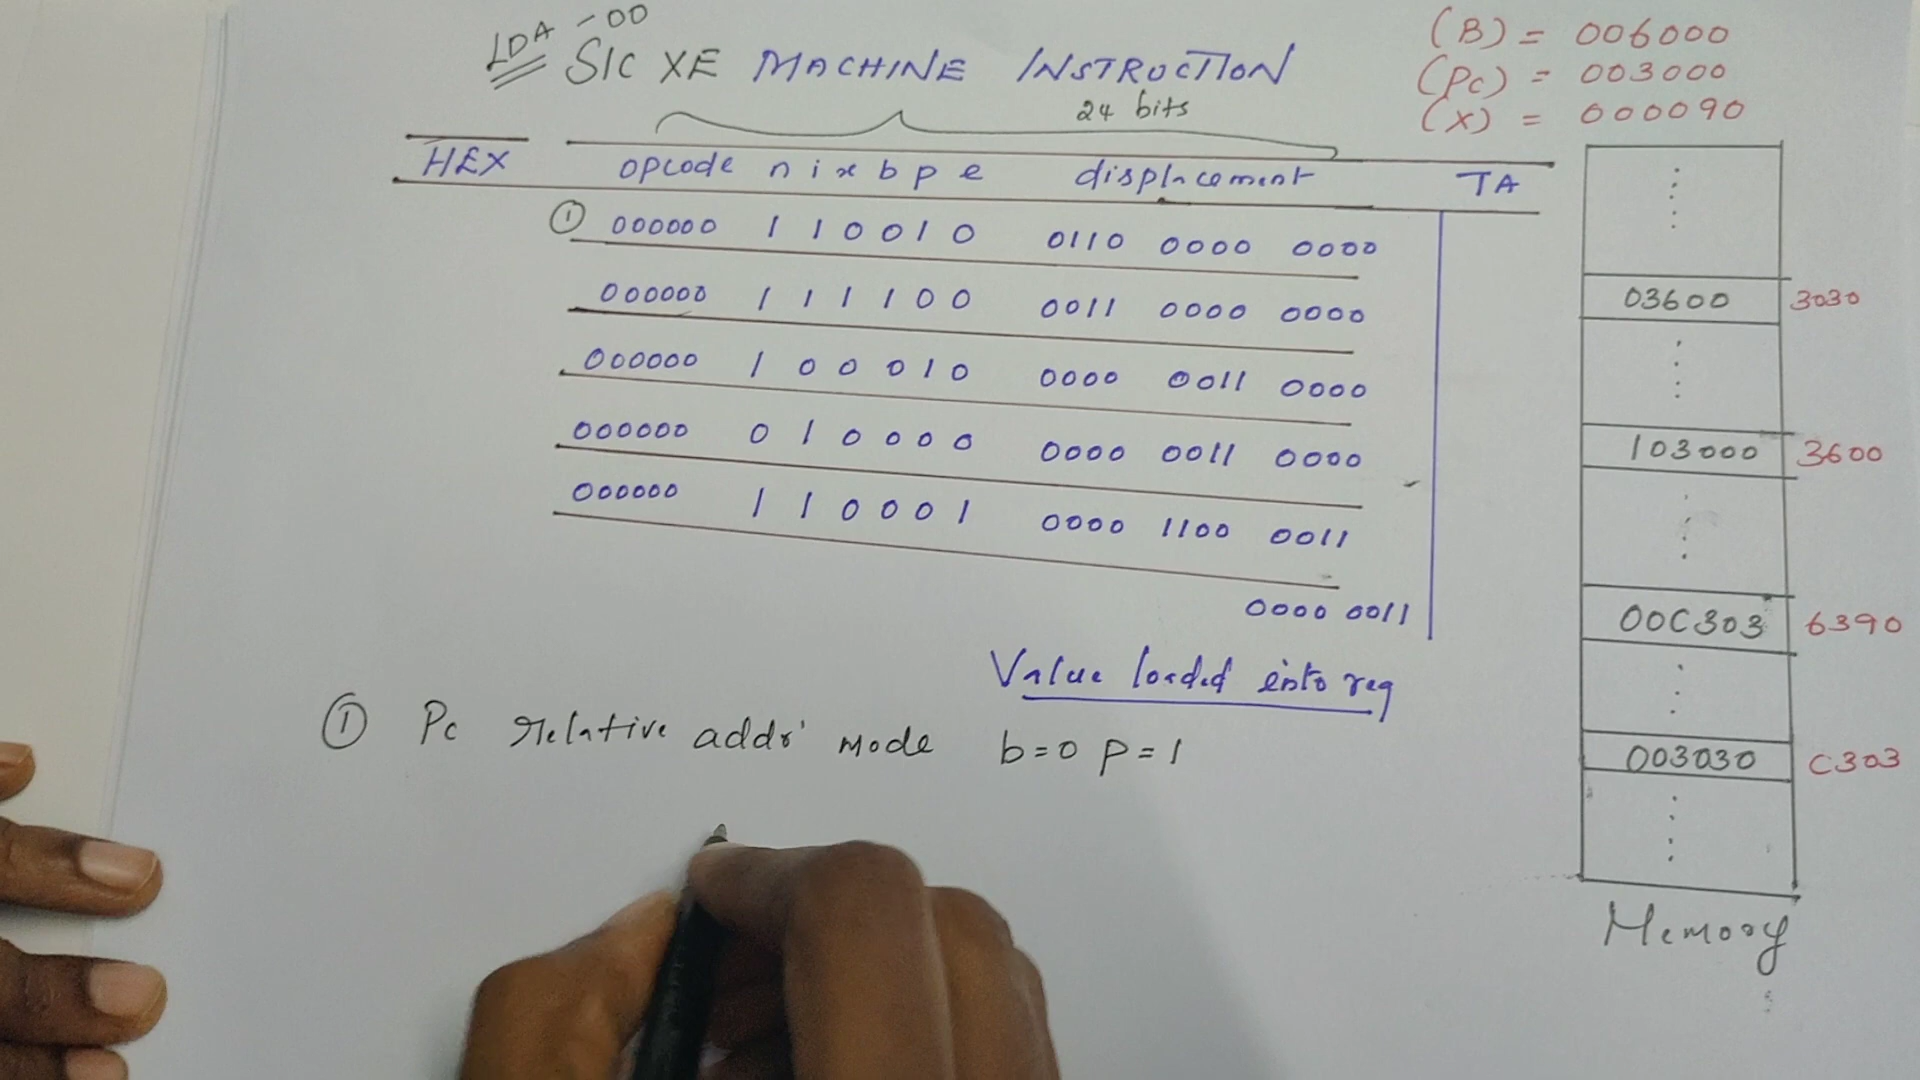 LDA - 00
SIC XE MACHINE INSTRUCTION
24 bits
(B) = 006000
(Pc) = 003000
(X) = 000090
HEX opcode n i x b p e displacement TA
① 000000 1 1 0 0 1 0 0110 0000 0000
000000 1 1 1 1 0 0 0011 0000 0000
000000 1 0 0 0 1 0 0000 0011 0000
000000 0 1 0 0 0 0 0000 0011 0000
000000 1 1 0 0 0 1 0000 1100 0011
0000 0011
Value loaded into reg
① Pc relative addr' mode b=0 p=1
03600 3030
103000 3600
00C303 6390
003030 C303
Memory